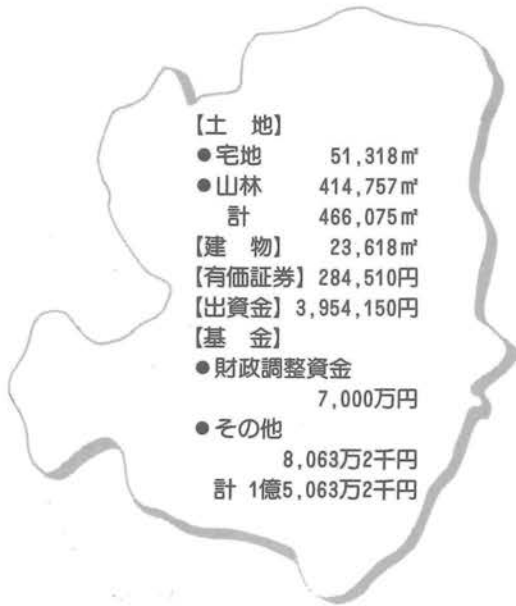 【土　地】
●宅地　51,318㎡
●山林　414,757㎡
計　466,075㎡
【建　物】　23,618㎡
【有価証券】284,510円
【出資金】3,954,150円
【基　金】
●財政調整資金
7,000万円
●その他
8,063万2千円
計 1億5,063万2千円